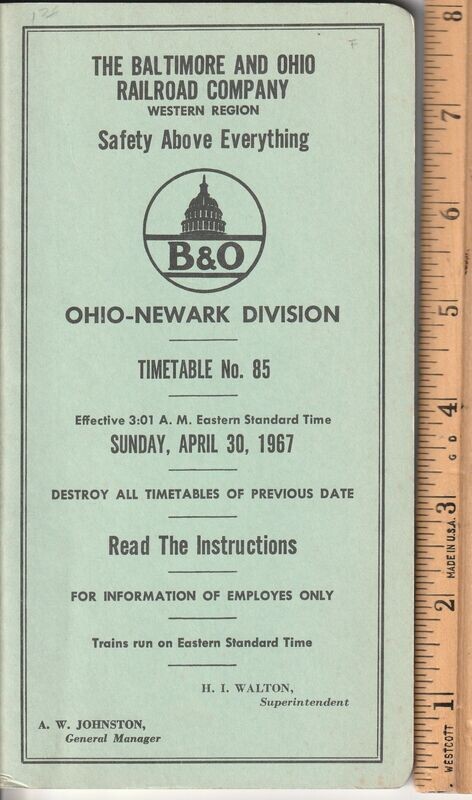 THE BALTIMORE AND OHIO
RAILROAD COMPANY
WESTERN REGION
Safety Above Everything
B&O
OHIO-NEWARK DIVISION
TIMETABLE No. 85
Effective 3:01 A. M. Eastern Standard Time
SUNDAY, APRIL 30, 1967
DESTROY ALL TIMETABLES OF PREVIOUS DATE
Read The Instructions
FOR INFORMATION OF EMPLOYES ONLY
Trains run on Eastern Standard Time
H. I. WALTON,
Superintendent
A. W. JOHNSTON,
General Manager
8
7
6
5
G D
4
3
MADE IN U.S.A.
2
1
WESTCOTT